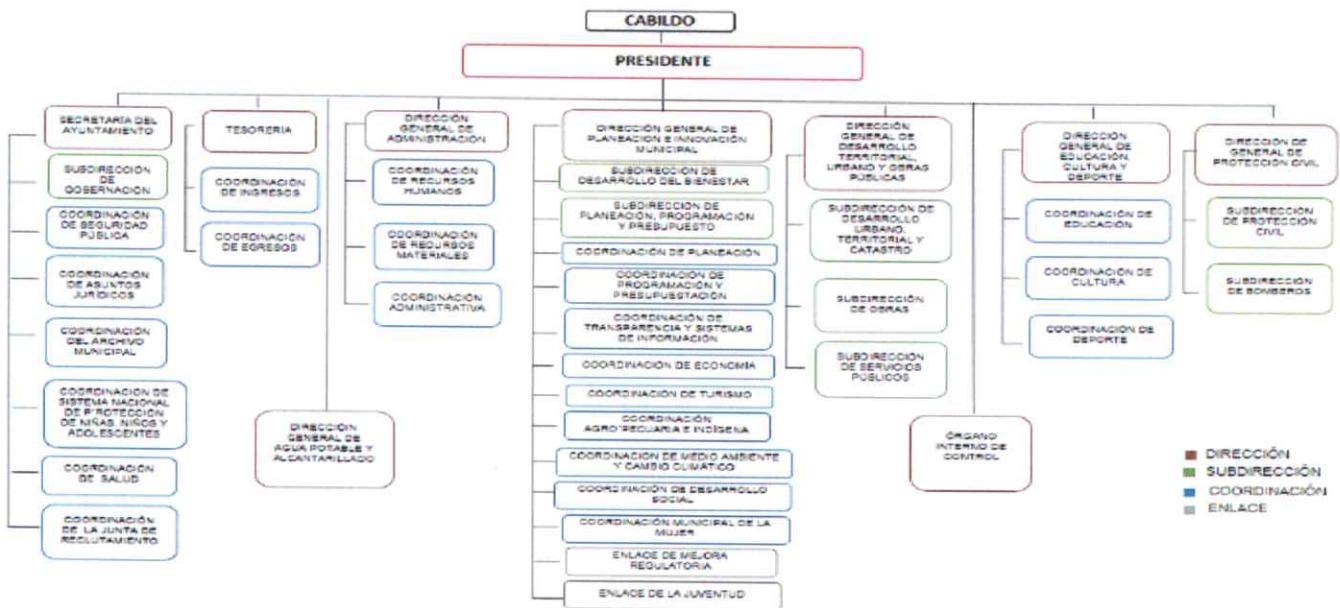 CABILDO
PRESIDENTE
SECRETARÍA DEL
AYUNTAMIENTO
SUBDIRECCIÓN
DE
GOBERNACIÓN
COORDINACIÓN
DE SEGURIDAD
PÚBLICA
COORDINACIÓN
DE ASUNTOS
JURÍDICOS
COORDINACIÓN
DEL ARCHIVO
MUNICIPAL
COORDINACIÓN DE
SISTEMA NACIONAL
DE PROTECCIÓN
DE NIÑAS, NIÑOS Y
ADOLESCENTES
COORDINACIÓN
DE SALUD
COORDINACIÓN
DE LA JUNTA DE
RECLUTAMIENTO
TESORERÍA
COORDINACIÓN
DE INGRESOS
COORDINACIÓN
DE EGRESOS
DIRECCIÓN
GENERAL DE
AGUA POTABLE Y
ALCANTARILLADO
DIRECCIÓN
GENERAL DE
ADMINISTRACIÓN
COORDINACIÓN
DE RECURSOS
HUMANOS
COORDINACIÓN
DE RECURSOS
MATERIALES
COORDINACIÓN
ADMINISTRATIVA
DIRECCIÓN GENERAL DE
PLANEACIÓN E INNOVACIÓN
MUNICIPAL
SUBDIRECCIÓN DE
DESARROLLO DEL BIENESTAR
SUBDIRECCIÓN DE
PLANEACIÓN, PROGRAMACIÓN
Y PRESUPUESTO
COORDINACIÓN DE PLANEACIÓN
COORDINACIÓN DE
PROGRAMACIÓN Y
PRESUPUESTACIÓN
COORDINACIÓN DE
TRANSPARENCIA Y SISTEMAS
DE INFORMACIÓN
COORDINACIÓN DE ECONOMÍA
COORDINACIÓN DE TURISMO
COORDINACIÓN
AGROPECUARIA E INDÍGENA
COORDINACIÓN DE MEDIO AMBIENTE
Y CAMBIO CLIMÁTICO
COORDINACIÓN DE DESARROLLO
SOCIAL
COORDINACIÓN MUNICIPAL DE LA
MUJER
ENLACE DE MEJORA
REGULATORIA
ENLACE DE LA JUVENTUD
DIRECCIÓN
GENERAL DE
DESARROLLO
TERRITORIAL,
URBANO Y OBRAS
PÚBLICAS
SUBDIRECCIÓN DE
DESARROLLO
URBANO,
TERRITORIAL Y
CATASTRO
SUBDIRECCIÓN
DE OBRAS
SUBDIRECCIÓN
DE SERVICIOS
PÚBLICOS
ÓRGANO
INTERNO DE
CONTROL
DIRECCIÓN
GENERAL DE
EDUCACIÓN,
CULTURA Y
DEPORTE
COORDINACIÓN DE
EDUCACIÓN
COORDINACIÓN DE
CULTURA
COORDINACIÓN DE
DEPORTE
DIRECCIÓN DE
GENERAL DE
PROTECCIÓN CIVIL
SUBDIRECCIÓN
DE PROTECCIÓN
CIVIL
SUBDIRECCIÓN
DE BOMBEROS
DIRECCIÓN
SUBDIRECCIÓN
COORDINACIÓN
ENLACE